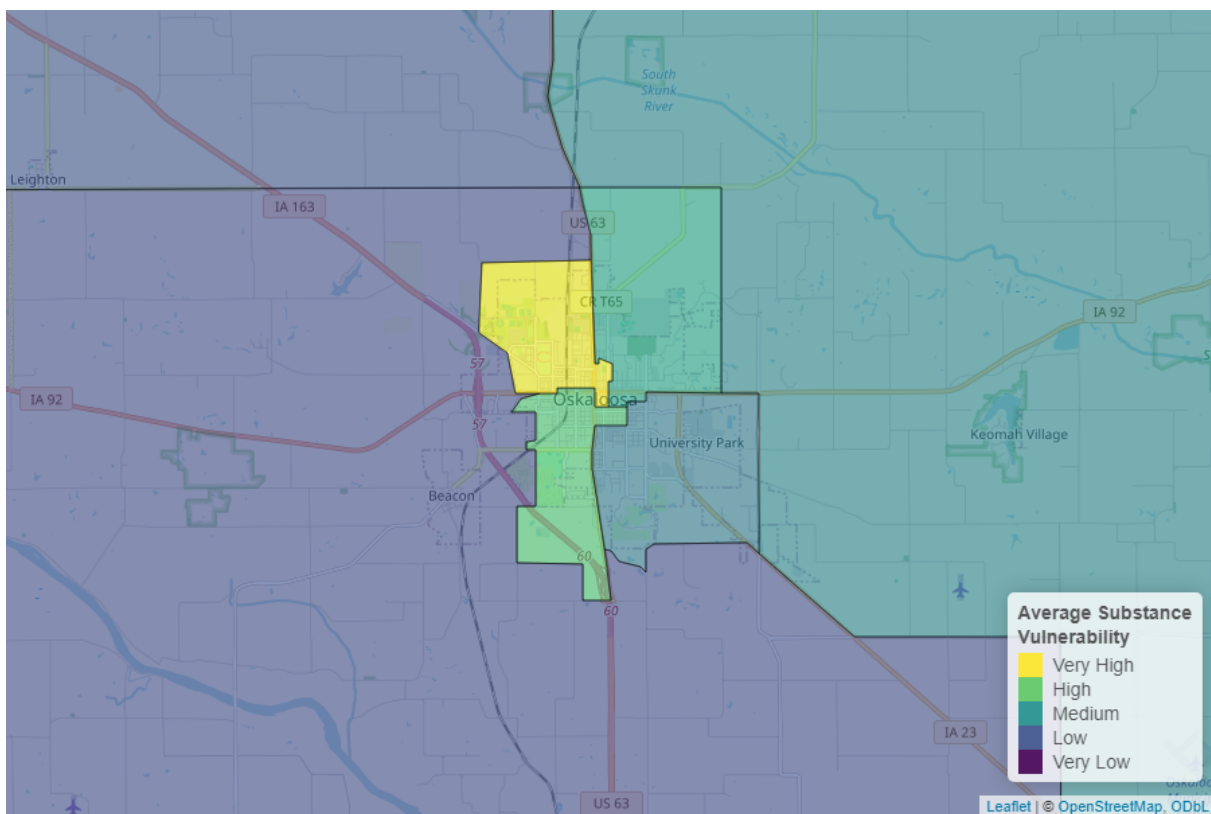 South
Skunk
River
Leighton
IA 163
US 63
CR T65
IA 92
57
IA 92
Oskaloosa
57
University Park
Keomah Village
Beacon
60
60
Average Substance
Vulnerability
Very High
High
Medium
Low
Very Low
IA 23
US 63
Leaflet | © OpenStreetMap, ODbL